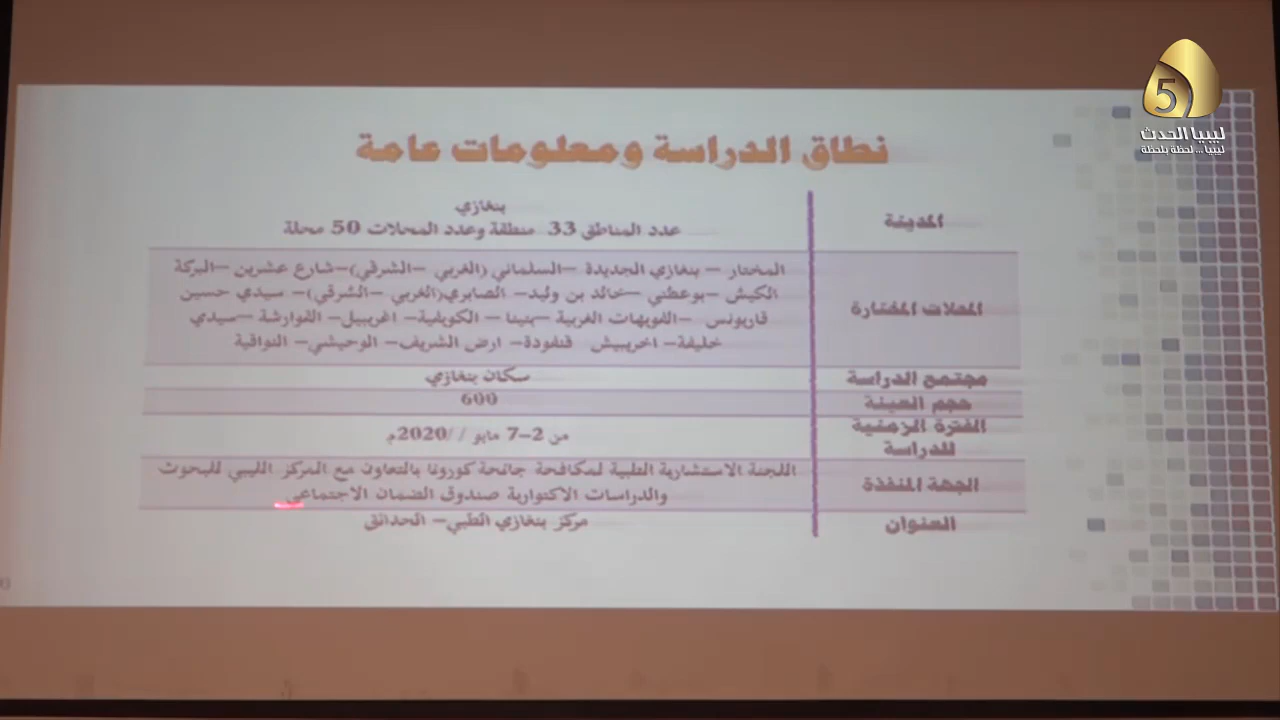 5
ليبيا الحدث
ليبيا... لحظة بلحظة
نطاق الدراسة ومعلومات عامة
المدينة
بنغازي
عدد المناطق 33 منطقة وعدد المحلات 50 محلة
المحلات المختارة
المختار – بنغازي الجديدة –السلماني (الغربي –الشرقي)–شارع عشرين –البركة
الكيش –بوعطني –خالد بن وليد– الصابري(الغربي –الشرقي)– سيدي حسين
قاريونس –الفويهات الغربية –بنينا –الكويفية– اغريبيل– القوارشة –سيدي
خليفة– اخريبيش قنفودة– ارض الشريف– الوحيشي– النواقية
مجتمع الدراسة
سكان بنغازي
حجم العينة
600
الفترة الزمنية
للدراسة
من 2–7 مايو //2020م
الجهة المنفذة
اللجنة الاستشارية الطبية لمكافحة جائحة كورونا بالتعاون مع المركز الليبي للبحوث
والدراسات الاكتوارية صندوق الضمان الاجتماعي
العنوان
مركز بنغازي الطبي– الحدائق